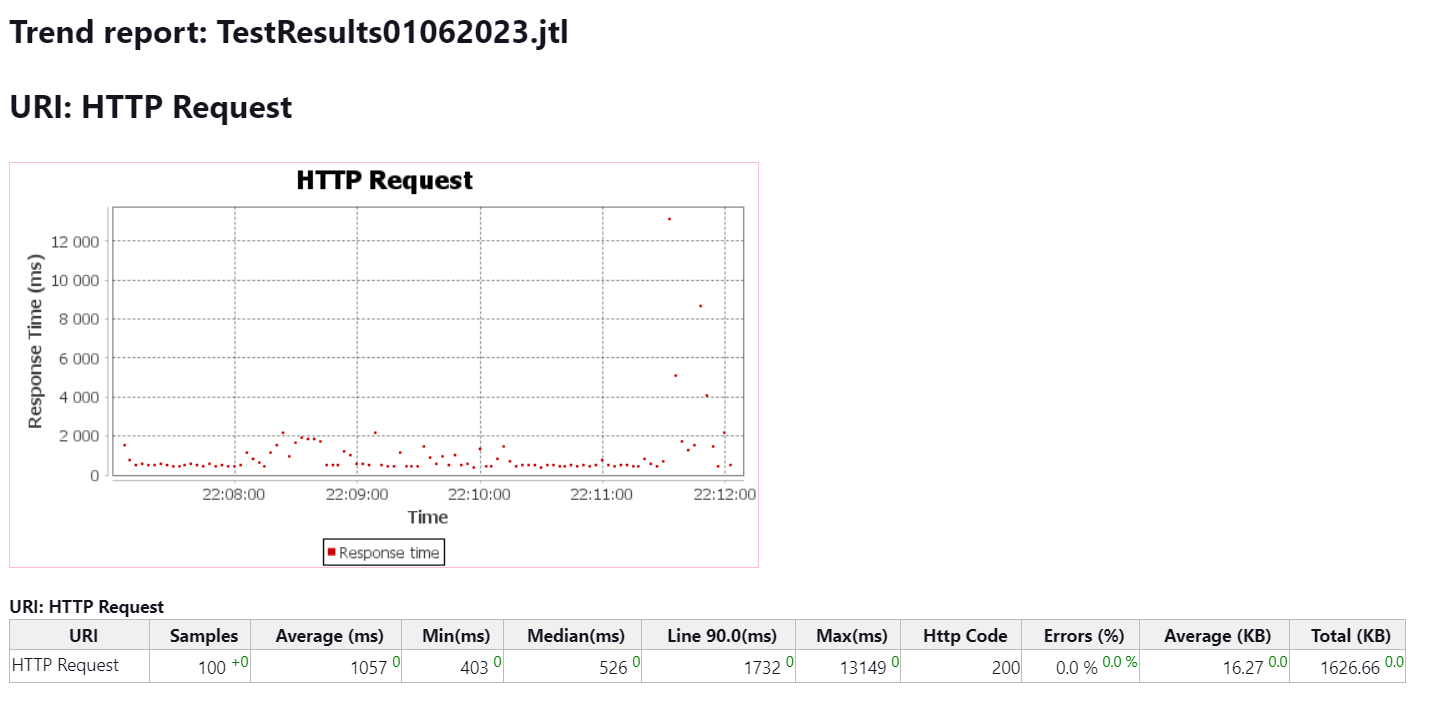 Trend report: TestResults01062023.jtl
URI: HTTP Request
HTTP Request
Response Time (ms)
12 000
10 000
8 000
6 000
4 000
2 000
0
22:08:00 22:09:00 22:10:00 22:11:00 22:12:00
Time
Response time
URI: HTTP Request
URI Samples Average (ms) Min(ms) Median(ms) Line 90.0(ms) Max(ms) Http Code Errors (%) Average (KB) Total (KB)
HTTP Request 100 +0 1057 0 403 0 526 0 1732 0 13149 0 200 0.0 % 0.0 % 16.27 0.0 1626.66 0.0